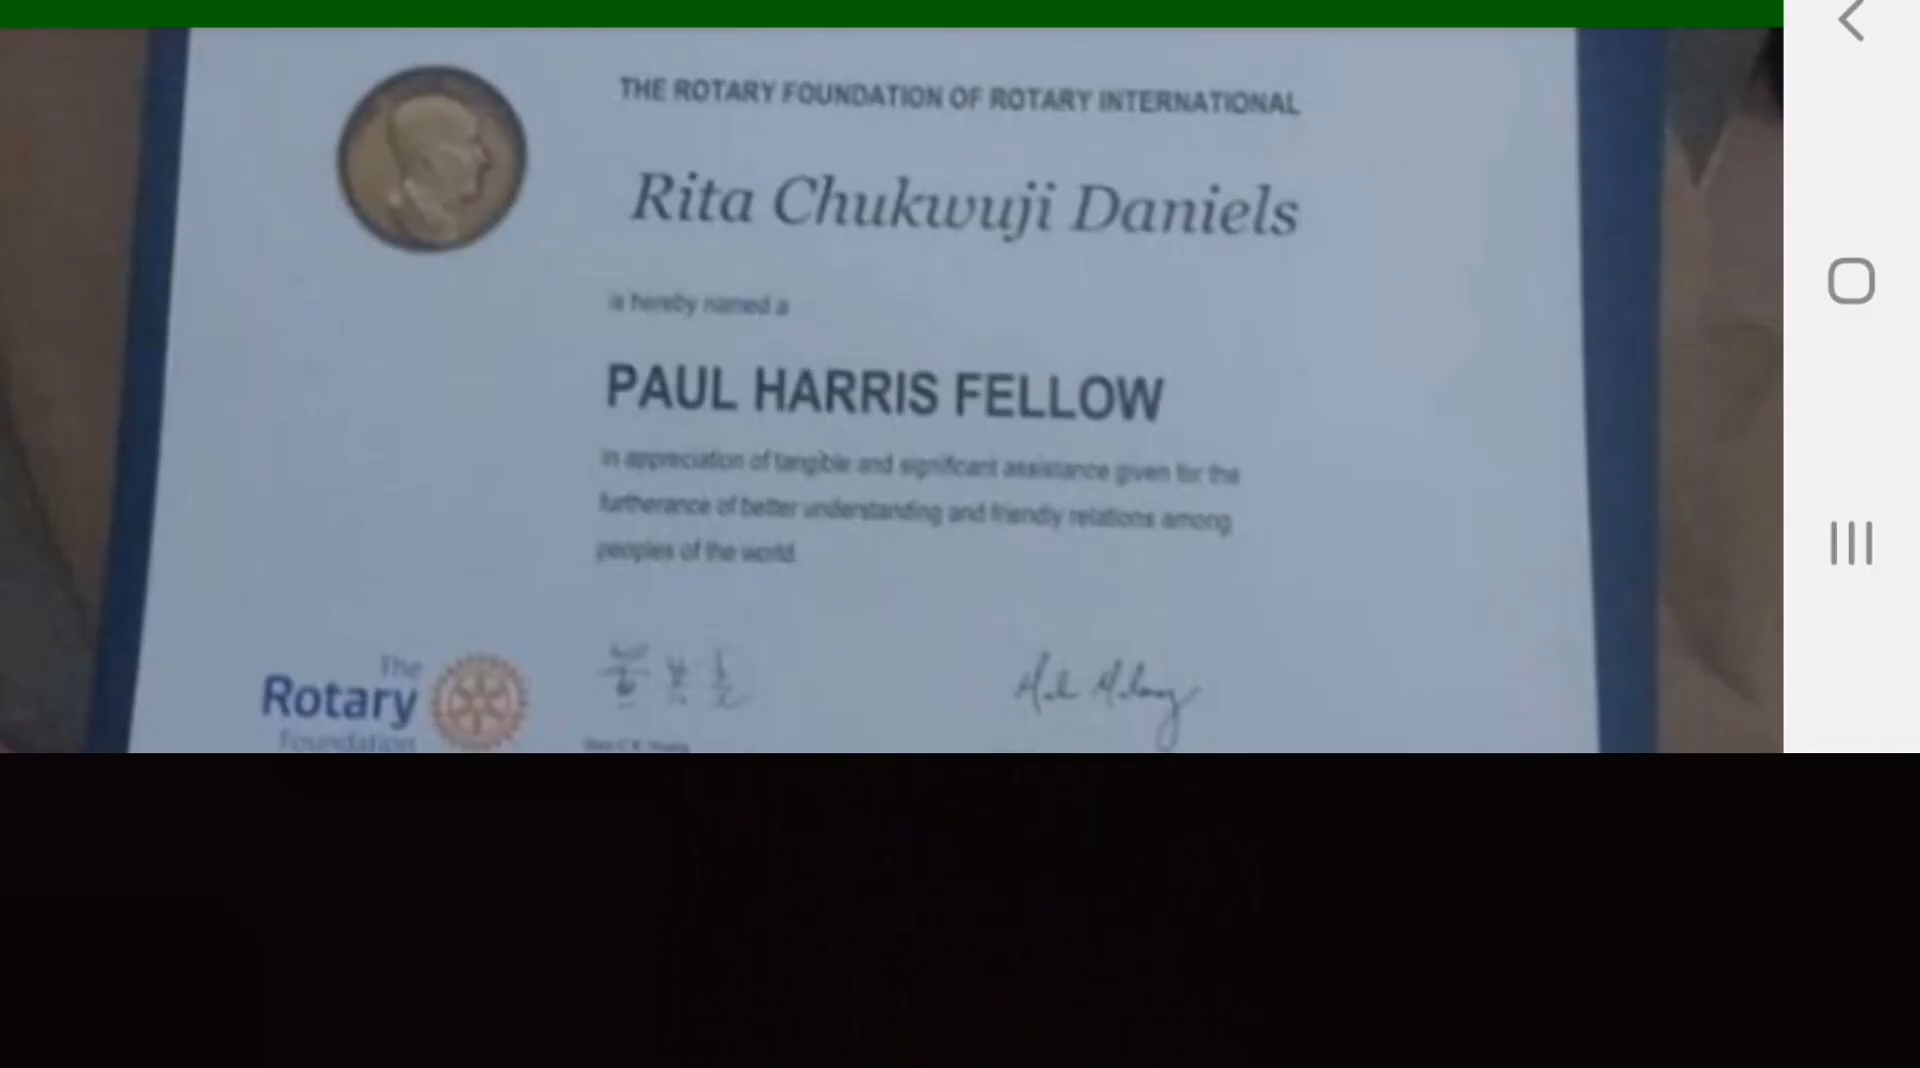 THE ROTARY FOUNDATION OF ROTARY INTERNATIONAL
Rita Chukwuji Daniels
is hereby named a
PAUL HARRIS FELLOW
in appreciation of tangible and significant assistance given for the
furtherance of better understanding and friendly relations among
peoples of the world.
The
Rotary
Foundation